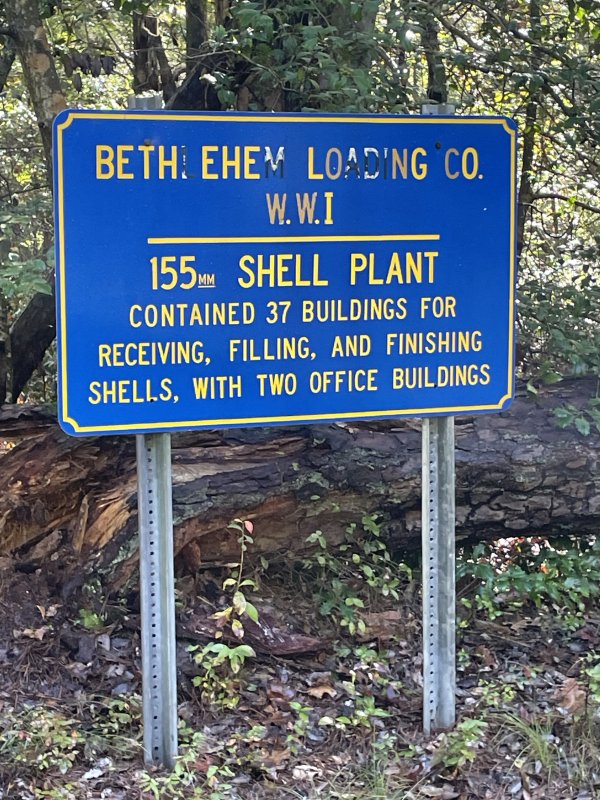 BETHLEHEM LOADING CO.
W.W.I
155MM SHELL PLANT
CONTAINED 37 BUILDINGS FOR
RECEIVING, FILLING, AND FINISHING
SHELLS, WITH TWO OFFICE BUILDINGS